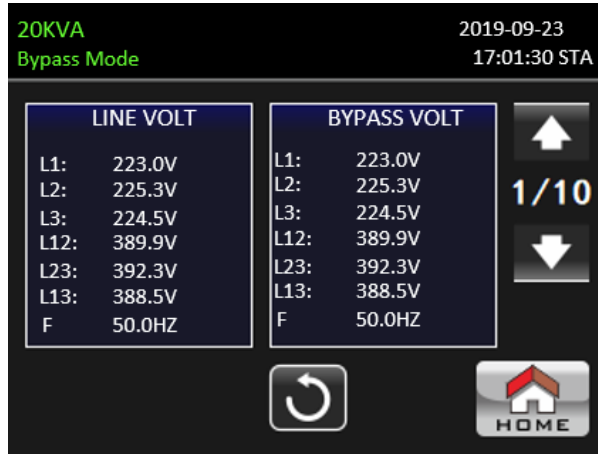 20KVA
2019-09-23
Bypass Mode
17:01:30 STA
LINE VOLT
L1: 223.0V
L2: 225.3V
L3: 224.5V
L12: 389.9V
L23: 392.3V
L13: 388.5V
F 50.0HZ
BYPASS VOLT
L1: 223.0V
L2: 225.3V
L3: 224.5V
L12: 389.9V
L23: 392.3V
L13: 388.5V
F 50.0HZ
1/10
HOME